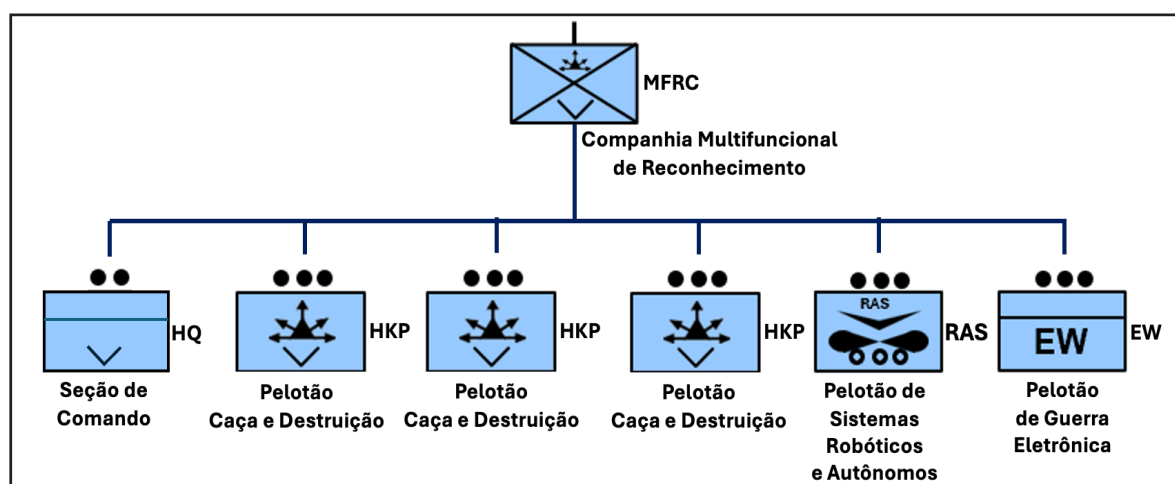 MFRC
Companhia Multifuncional
de Reconhecimento
HQ
Seção de
Comando
HKP
Pelotão
Caça e Destruição
HKP
Pelotão
Caça e Destruição
HKP
Pelotão
Caça e Destruição
RAS
RAS
Pelotão de
Sistemas
Robóticos
e Autônomos
EW
EW
Pelotão
de Guerra
Eletrônica